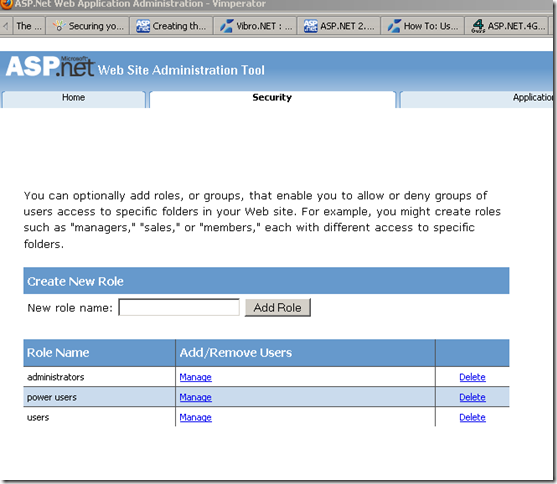 ASP.Net Web Application Administration - Vimperator
The ... Securing yo... Creating th... Vibro.NET : ... ASP.NET 2.... How To: Us... ASP.NET.4G...
Microsoft
ASP.net Web Site Administration Tool
Home Security Application
You can optionally add roles, or groups, that enable you to allow or deny groups of
users access to specific folders in your Web site. For example, you might create roles
such as "managers," "sales," or "members," each with different access to specific
folders.
Create New Role
New role name: Add Role
Role Name Add/Remove Users
administrators Manage Delete
power users Manage Delete
users Manage Delete